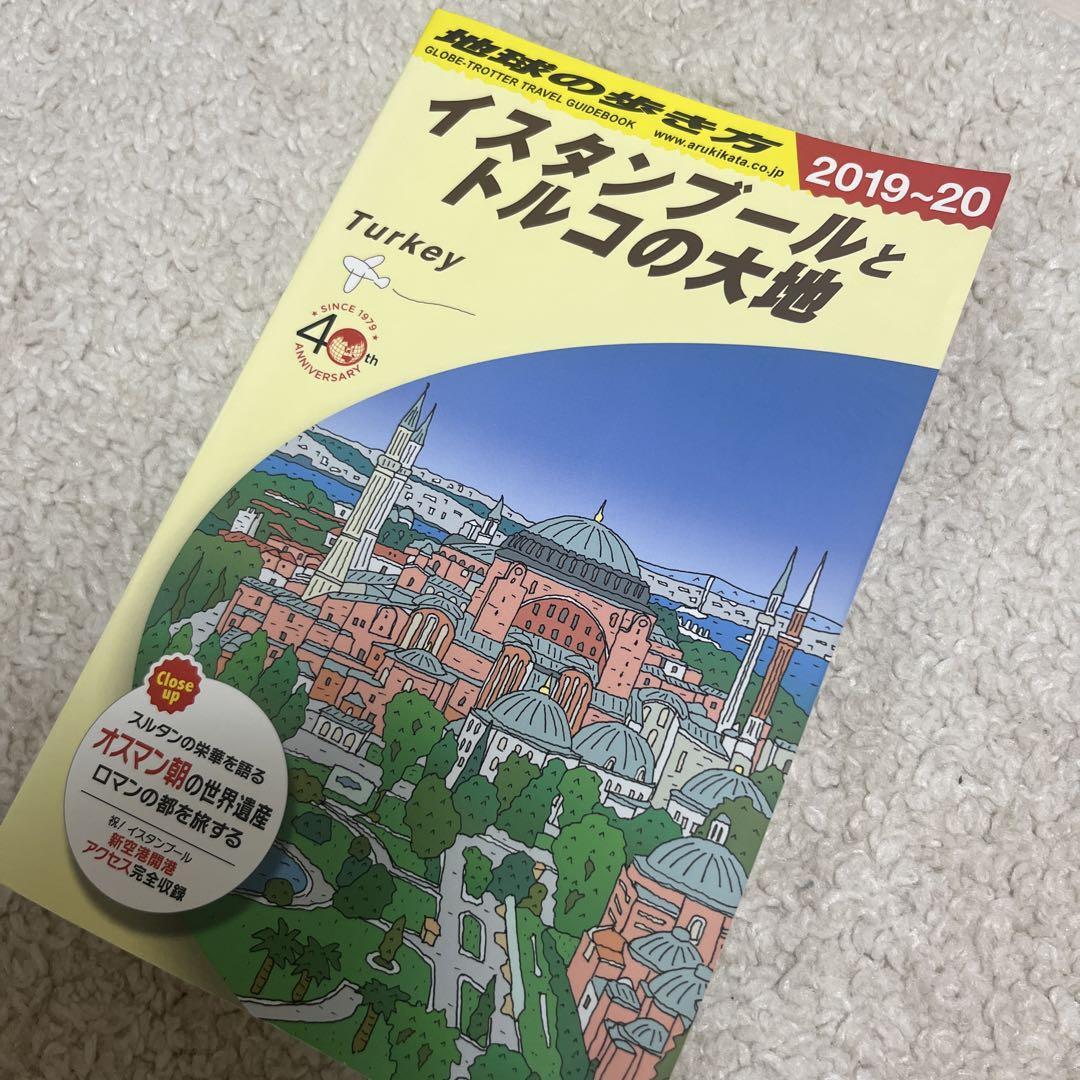 地球の歩き方
GLOBE-TROTTER TRAVEL GUIDEBOOK www.arukikata.co.jp
2019~20
イスタンブールと
トルコの大地
Turkey
★ SINCE 1979 ★
40th
ANNIVERSARY
Close
up
スルタンの栄華を語る
オスマン朝の世界遺産
ロマンの都を旅する
祝!イスタンブール
新空港開港
アクセス完全収録